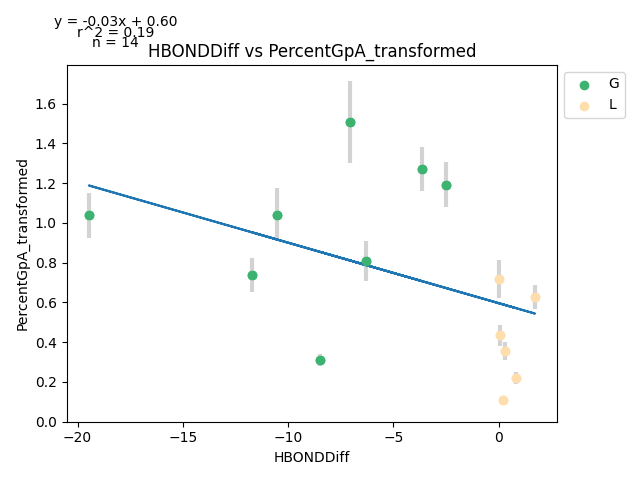 y = -0.03x + 0.60
r^2 = 0.19
n = 14
HBONDDiff vs PercentGpA_transformed
G
L
1.6
1.4
1.2
1.0
0.8
0.6
0.4
0.2
0.0
PercentGpA_transformed
−20
−15
−10
−5
0
HBONDDiff